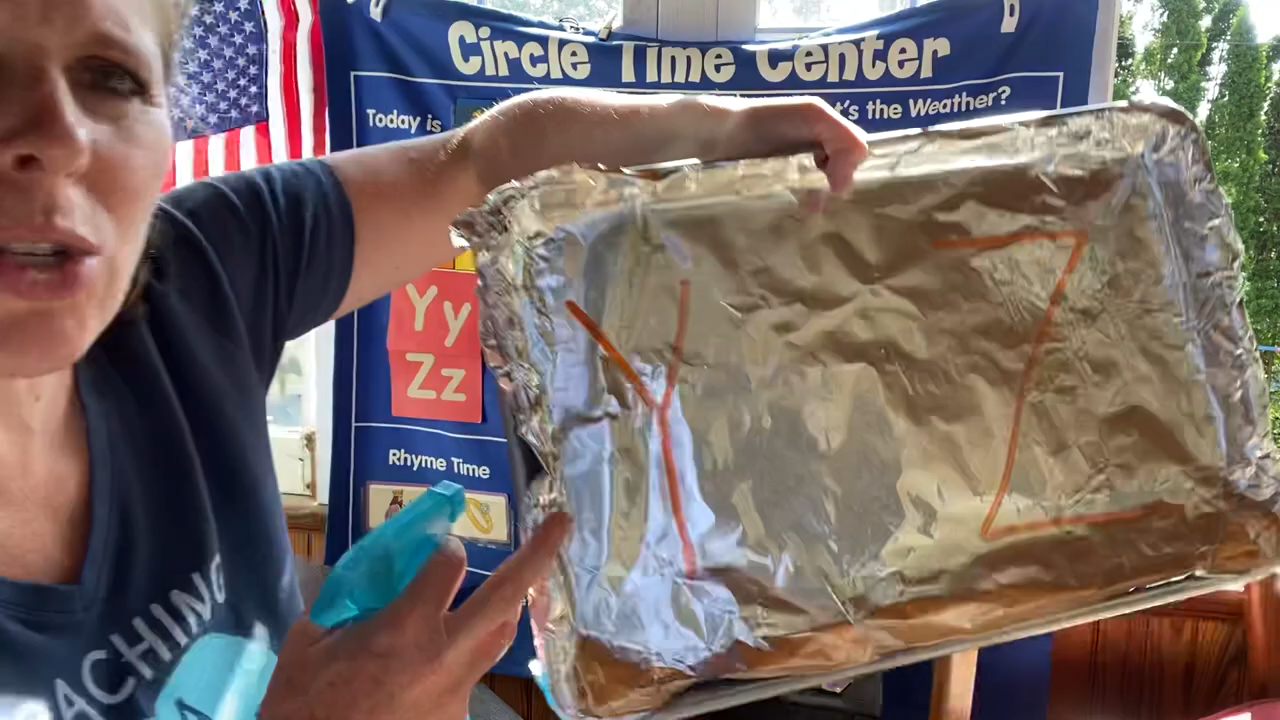 Circle Time Center
Today is
t's the Weather?
Yy
Zz
Y Z
Rhyme Time
ACHING